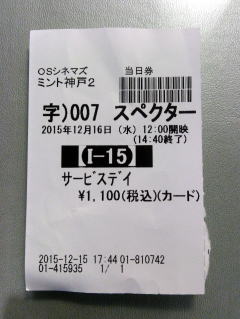 OSシネマズ 当日券
ミント神戸2
字)007 スペクター
2015年12月16日 (水) 12:00開映
(14:40終了)
【I-15】
サービスデイ
¥1,100(税込)(カード)
2015-12-15 17:44 01-810742
01-415935 1/ 1